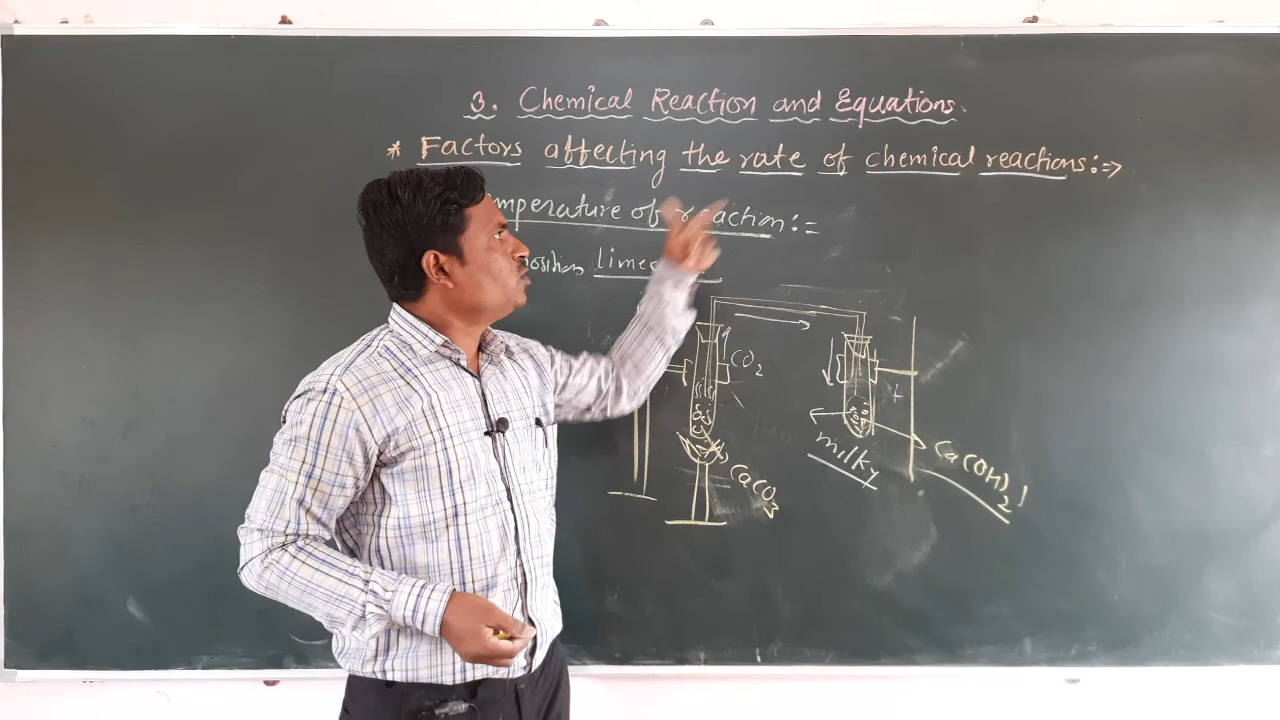 3. Chemical Reaction and Equations.
* Factors affecting the rate of chemical reactions:⇒
mperature of reaction:=
osition limes
CO₂
CaCO₃
milky
Ca(OH)₂